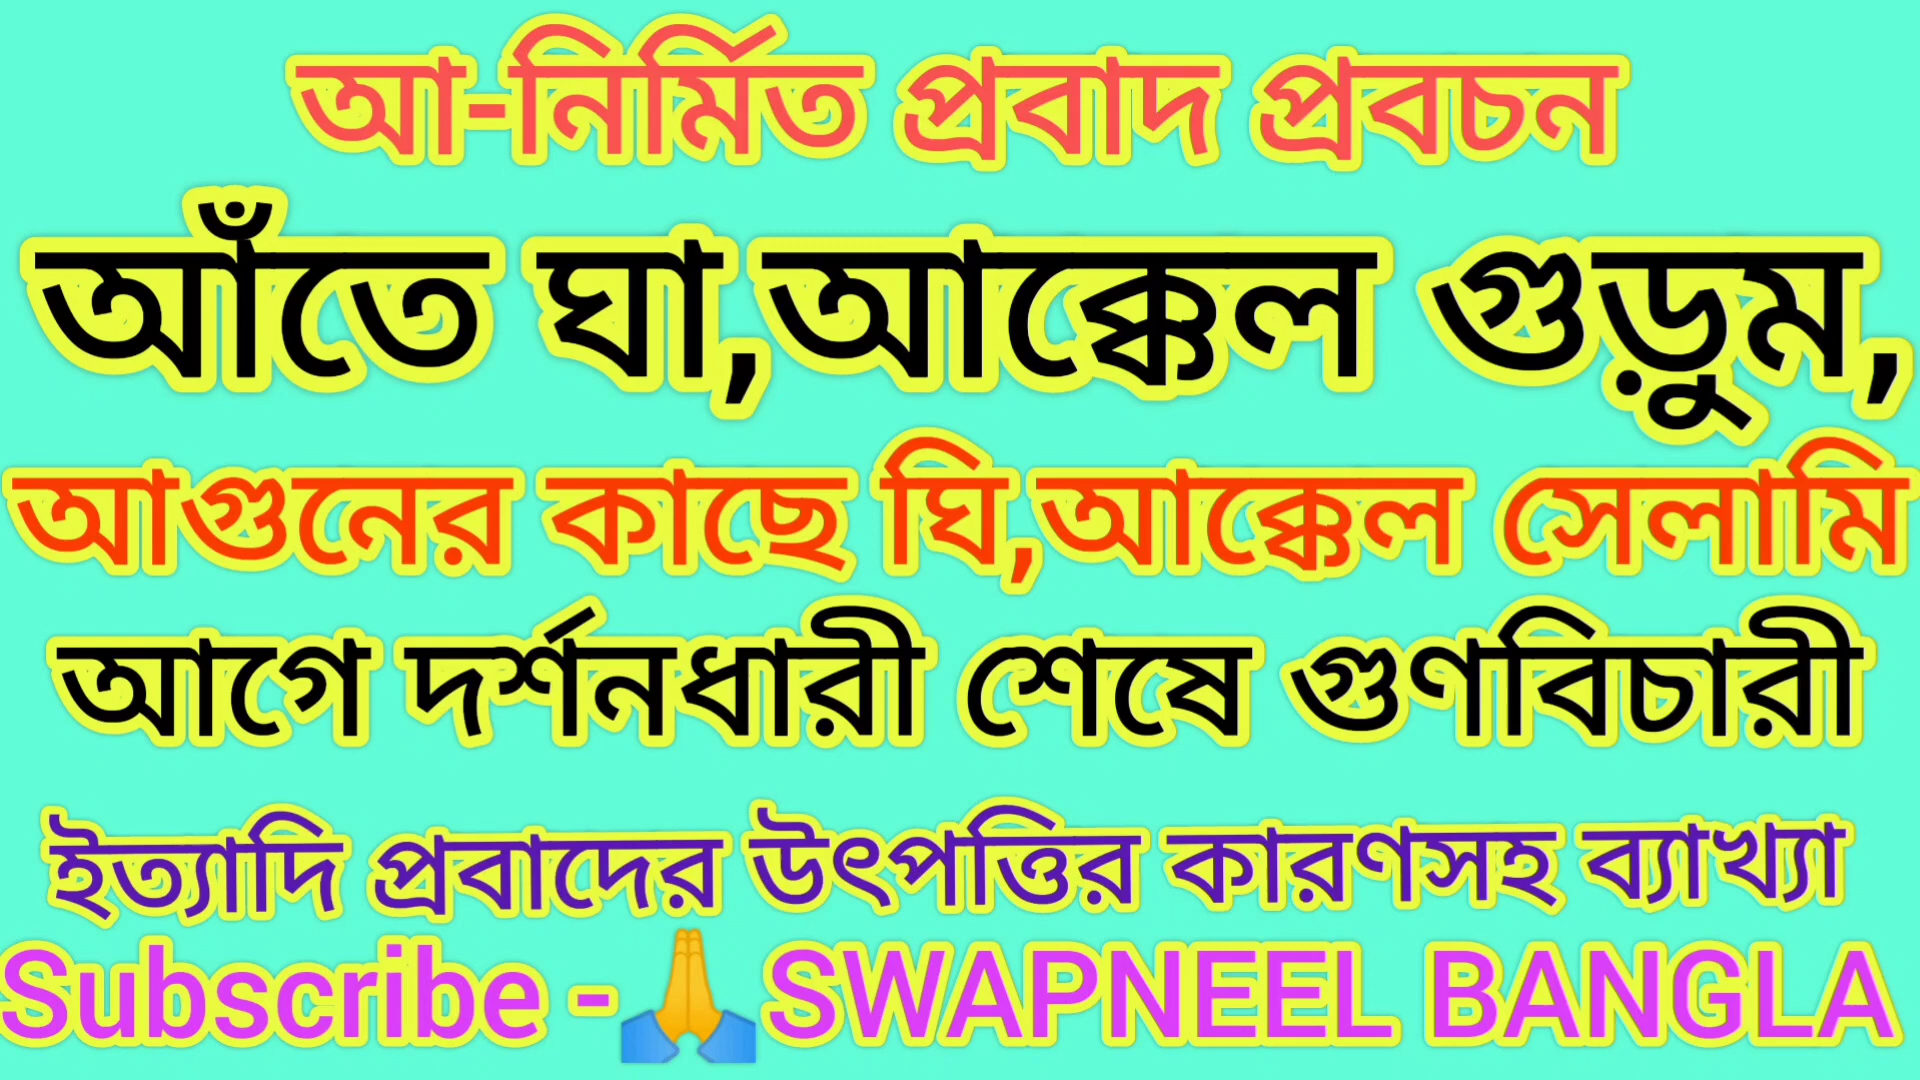 আ-নির্মিত প্রবাদ প্রবচন
আঁতে ঘা,আক্কেল গুড়ুম,
আগুনের কাছে ঘি,আক্কেল সেলামি
আগে দর্শনধারী শেষে গুণবিচারী
ইত্যাদি প্রবাদের উৎপত্তির কারণসহ ব্যাখ্যা
Subscribe -🙏SWAPNEEL BANGLA